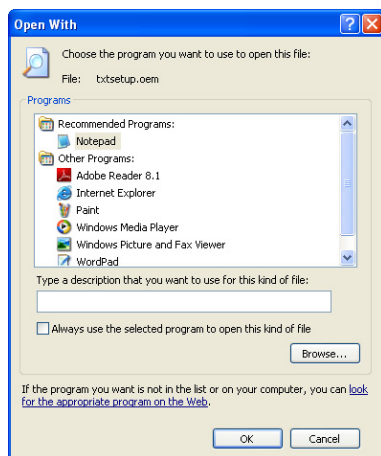 Open With
Choose the program you want to use to open this file:
File: txtsetup.oem
Programs
Recommended Programs:
Notepad
Other Programs:
Adobe Reader 8.1
Internet Explorer
Paint
Windows Media Player
Windows Picture and Fax Viewer
WordPad
Type a description that you want to use for this kind of file:
Always use the selected program to open this kind of file
Browse...
If the program you want is not in the list or on your computer, you can look
for the appropriate program on the Web.
OK Cancel